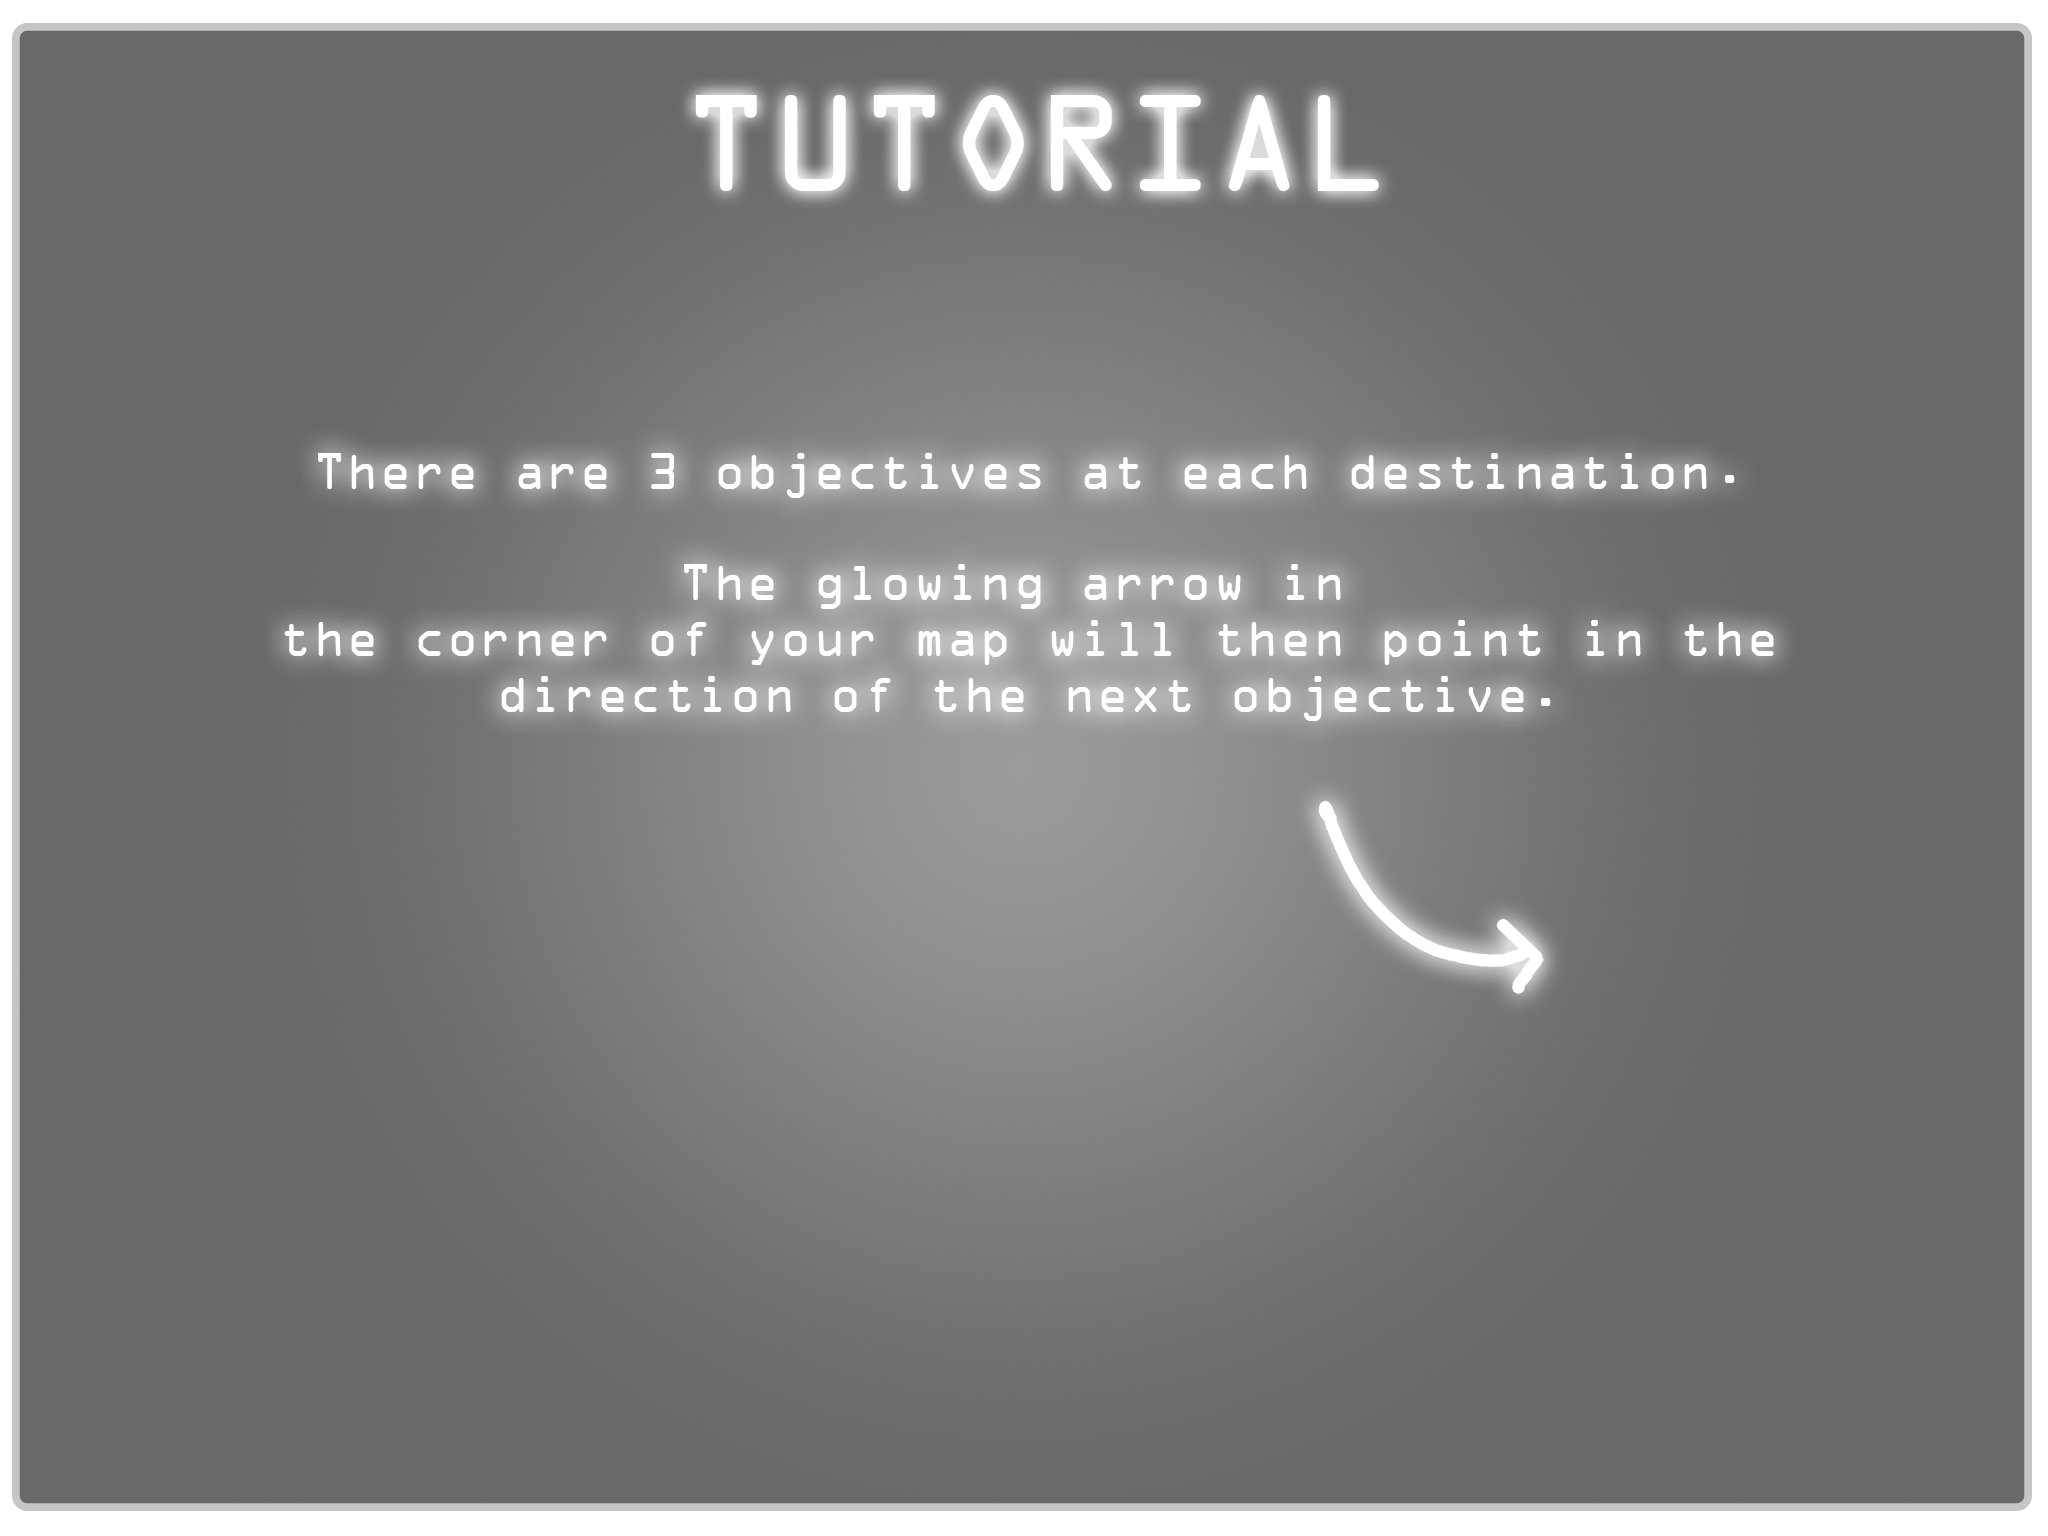 TUTORIAL
There are 3 objectives at each destination.
The glowing arrow in
the corner of your map will then point in the
direction of the next objective.